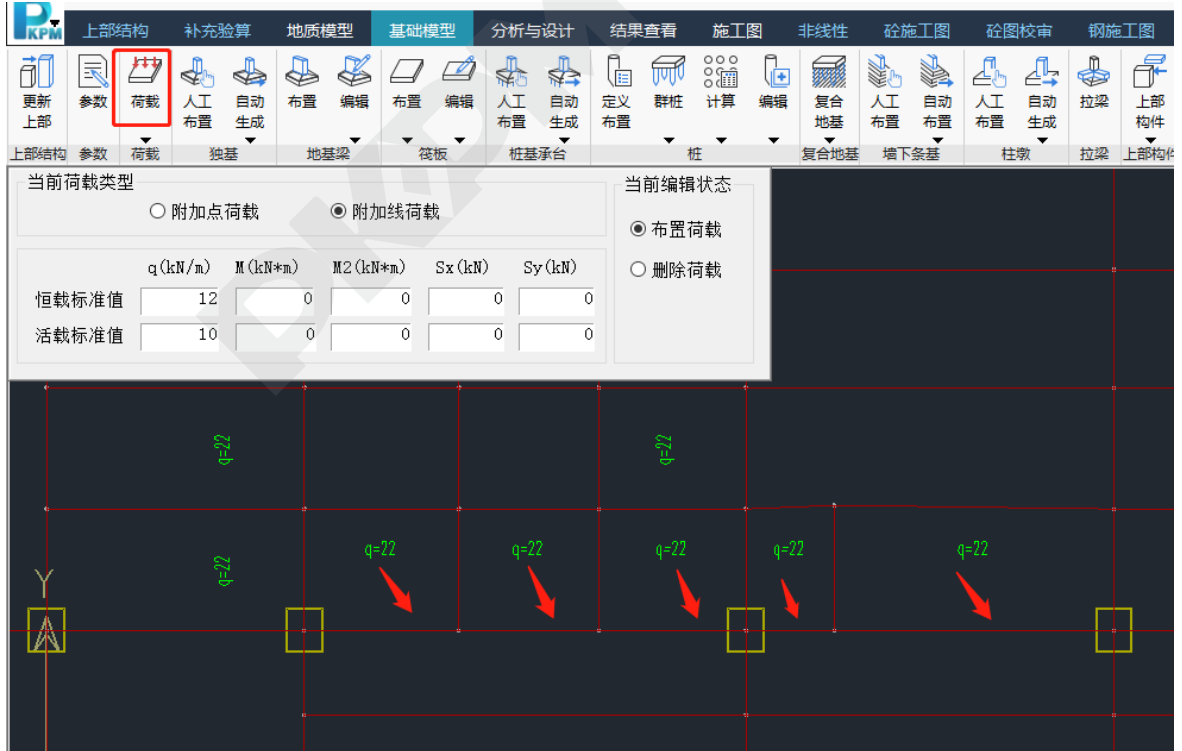 PKPM
上部结构 补充验算 地质模型 基础模型 分析与设计 结果查看 施工图 非线性 砼施工图 砼图校审 钢施工图
更新 参数 荷载 人工 自动 布置 编辑 布置 编辑 人工 自动 定义 群桩 计算 编辑 复合 人工 自动 人工 自动 拉梁 上部
上部 布置 生成 布置 生成 布置 地基 布置 布置 布置 生成 构件
上部结构 参数 荷载 独基 地基梁 筏板 桩基承台 桩 复合地基 墙下条基 柱墩 拉梁 上部构件
当前荷载类型 当前编辑状态
附加点荷载 附加线荷载
布置荷载
q(kN/m) M(kN*m) M2(kN*m) Sx(kN) Sy(kN) 删除荷载
恒载标准值 12 0 0 0 0
活载标准值 10 0 0 0 0
q=22 q=22
q=22 q=22 q=22 q=22 q=22 q=22
Y
PKPM